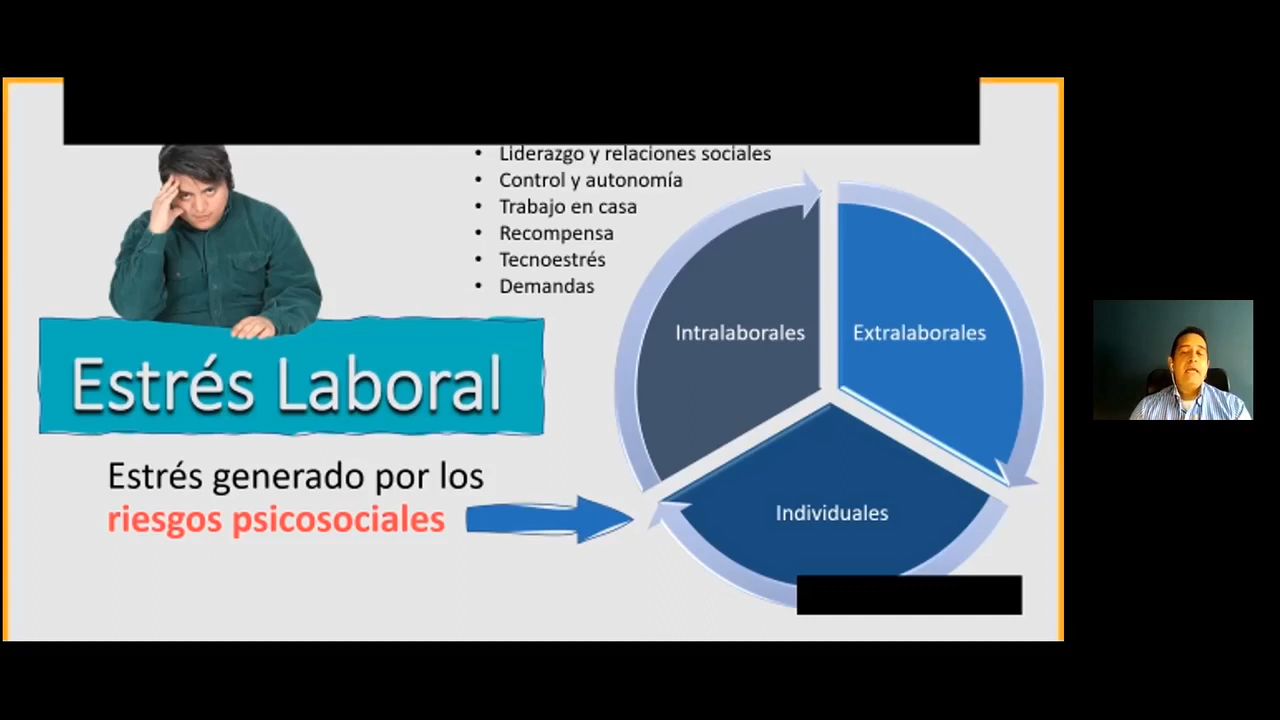 Liderazgo y relaciones sociales
Control y autonomía
Trabajo en casa
Recompensa
Tecnoestrés
Demandas
Intralaborales
Extralaborales
Individuales
Estrés Laboral
Estrés generado por los
riesgos psicosociales